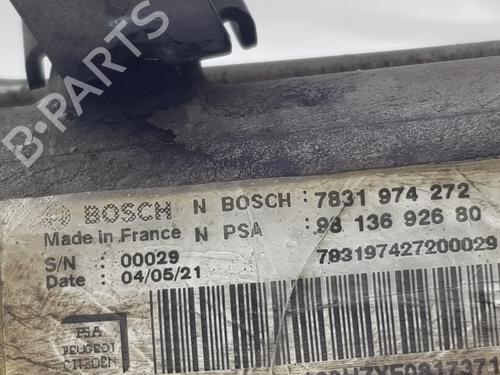 B-PARTS
BOSCH N BOSCH : 7831 974 272
Made in France N PSA : 98 136 926 80
S/N : 00029 783197427200029
Date : 04/05/21
PSA
PEUGEOT
CITROËN